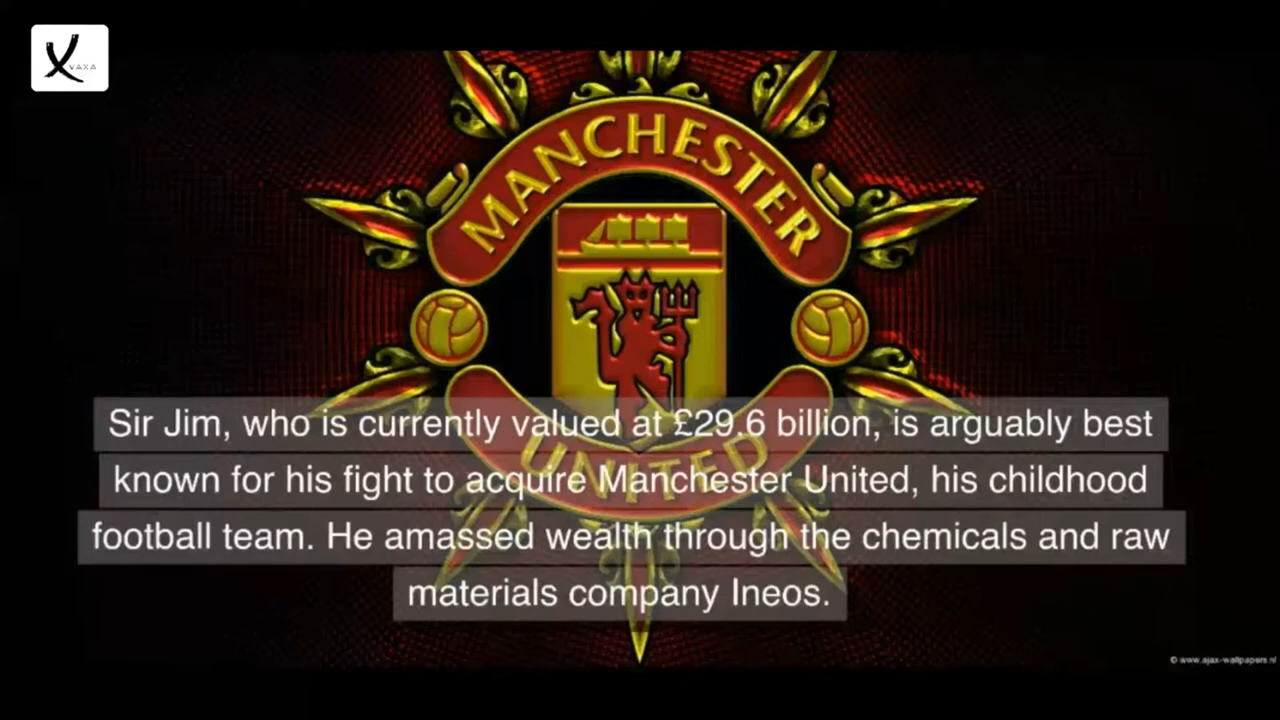 X VAXA
MANCHESTER
UNITED
Sir Jim, who is currently valued at £29.6 billion, is arguably best
known for his fight to acquire Manchester United, his childhood
football team. He amassed wealth through the chemicals and raw
materials company Ineos.
© www.ajax-wallpapers.nl